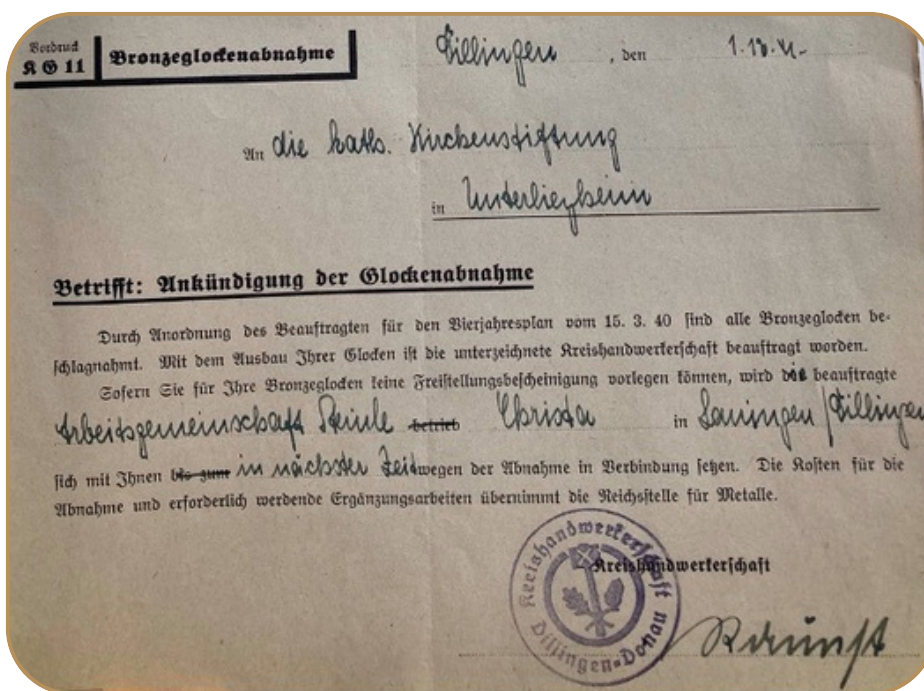 Vordruck
K G 11
Bronzeglockenabnahme
Dillingen, den 1.12.41.
An die kath. Kirchenstiftung
in Unterliezheim
Betrifft: Ankündigung der Glockenabnahme
Durch Anordnung des Beauftragten für den Vierjahresplan vom 15. 3. 40 sind alle Bronzeglocken be-
schlagnahmt. Mit dem Ausbau Ihrer Glocken ist die unterzeichnete Kreishandwerkerschaft beauftragt worden.
Sofern Sie für Ihre Bronzeglocken keine Freistellungsbescheinigung vorlegen können, wird die beauftragte
Arbeitsgemeinschaft betrieb Christa in Lauingen/Dillingen
sich mit Ihnen bis zum in nächster Zeit wegen der Abnahme in Verbindung setzen. Die Kosten für die
Abnahme und erforderlich werdende Ergänzungsarbeiten übernimmt die Reichsstelle für Metalle.
Kreishandwerkerschaft
Kreishandwerkerschaft Dillingen-Donau